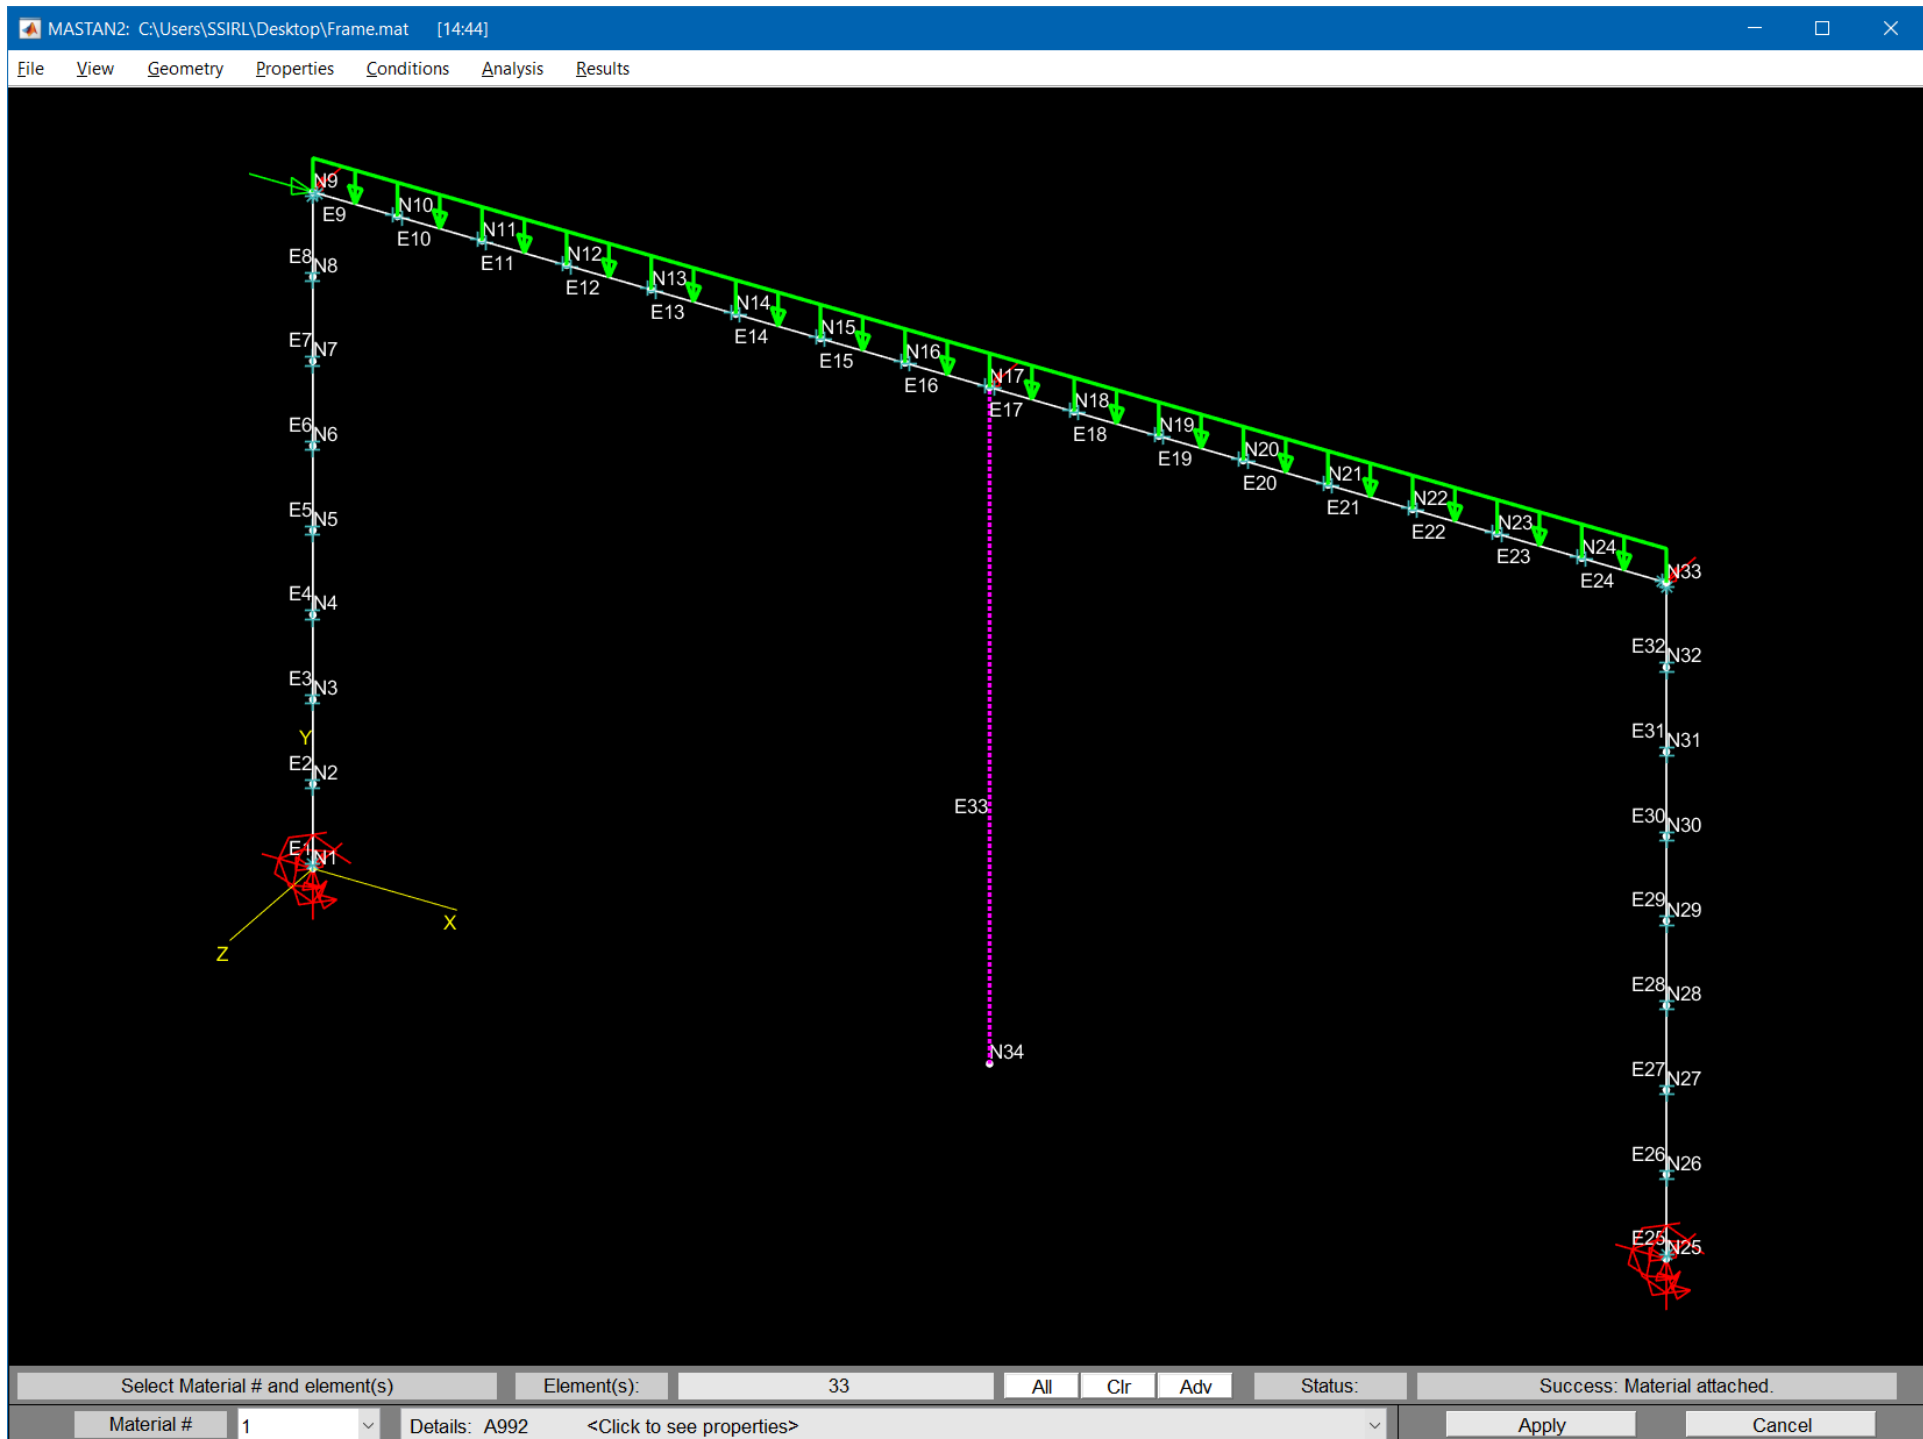 MASTAN2: C:\Users\SSIRL\Desktop\Frame.mat [14:44]
File View Geometry Properties Conditions Analysis Results
N9
E9
N10
E10
N11
E11
N12
E12
N13
E13
N14
E14
N15
E15
N16
E16
N17
E17
N18
E18
N19
E19
N20
E20
N21
E21
N22
E22
N23
E23
N24
E24
N33
E8 N8
E7 N7
E6 N6
E5 N5
E4 N4
E3 N3
Y
E2 N2
E1 N1
X
Z
E33
N34
E32 N32
E31 N31
E30 N30
E29 N29
E28 N28
E27 N27
E26 N26
E25 N25
Select Material # and element(s) Element(s): 33 All Clr Adv Status: Success: Material attached.
Material # 1 Details: A992 <Click to see properties> Apply Cancel